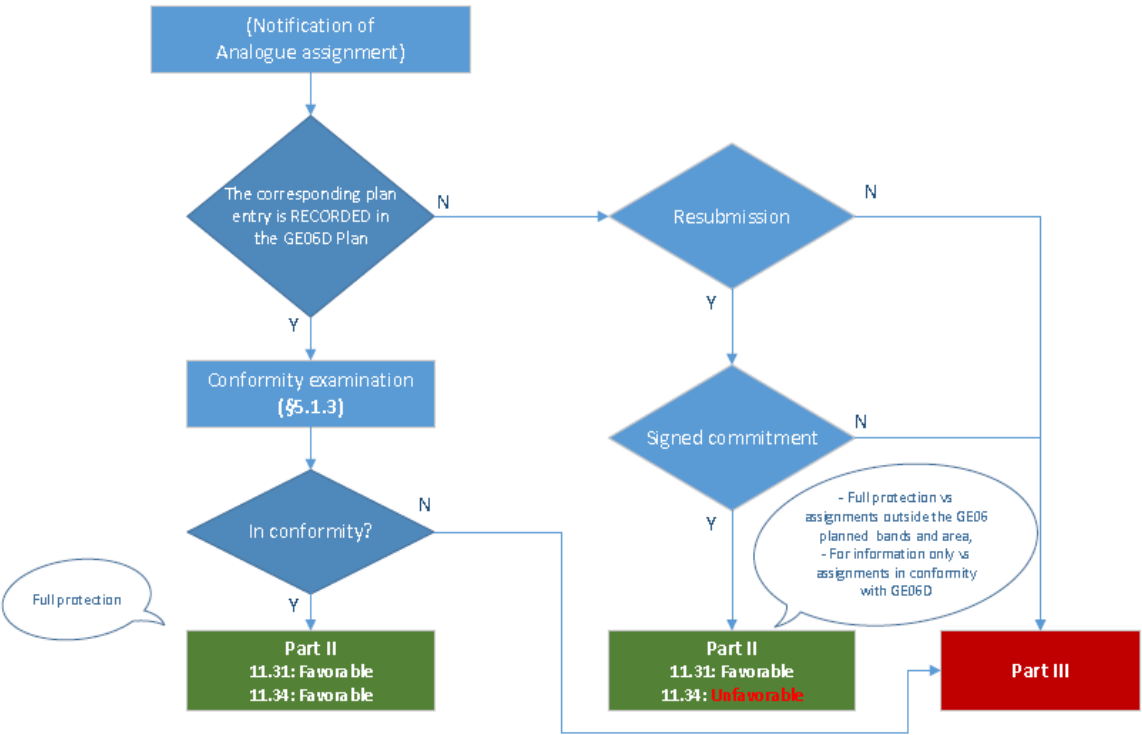 (Notification of
Analogue assignment)
The corresponding plan
entry is RECORDED in
the GE06D Plan
N
Y
Resubmission
N
Y
Conformity examination
(§5.1.3)
Signed commitment
N
Y
In conformity?
N
Y
- Full protection vs
assignments outside the GE06
planned bands and area,
- For information only vs
assignments in conformity
with GE06D
Full protection
Part II
11.31: Favorable
11.34: Favorable
Part II
11.31: Favorable
11.34: Unfavorable
Part III